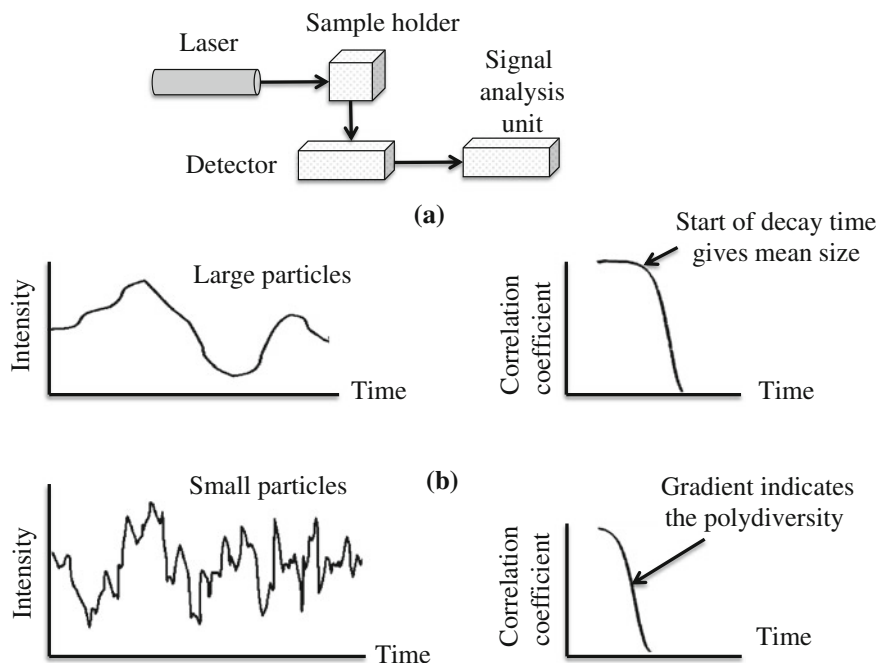 Laser
Sample holder
Signal
analysis
unit
Detector
(a)
Intensity
Large particles
Time
Correlation
coefficient
Start of decay time
gives mean size
Time
(b)
Intensity
Small particles
Time
Correlation
coefficient
Gradient indicates
the polydiversity
Time